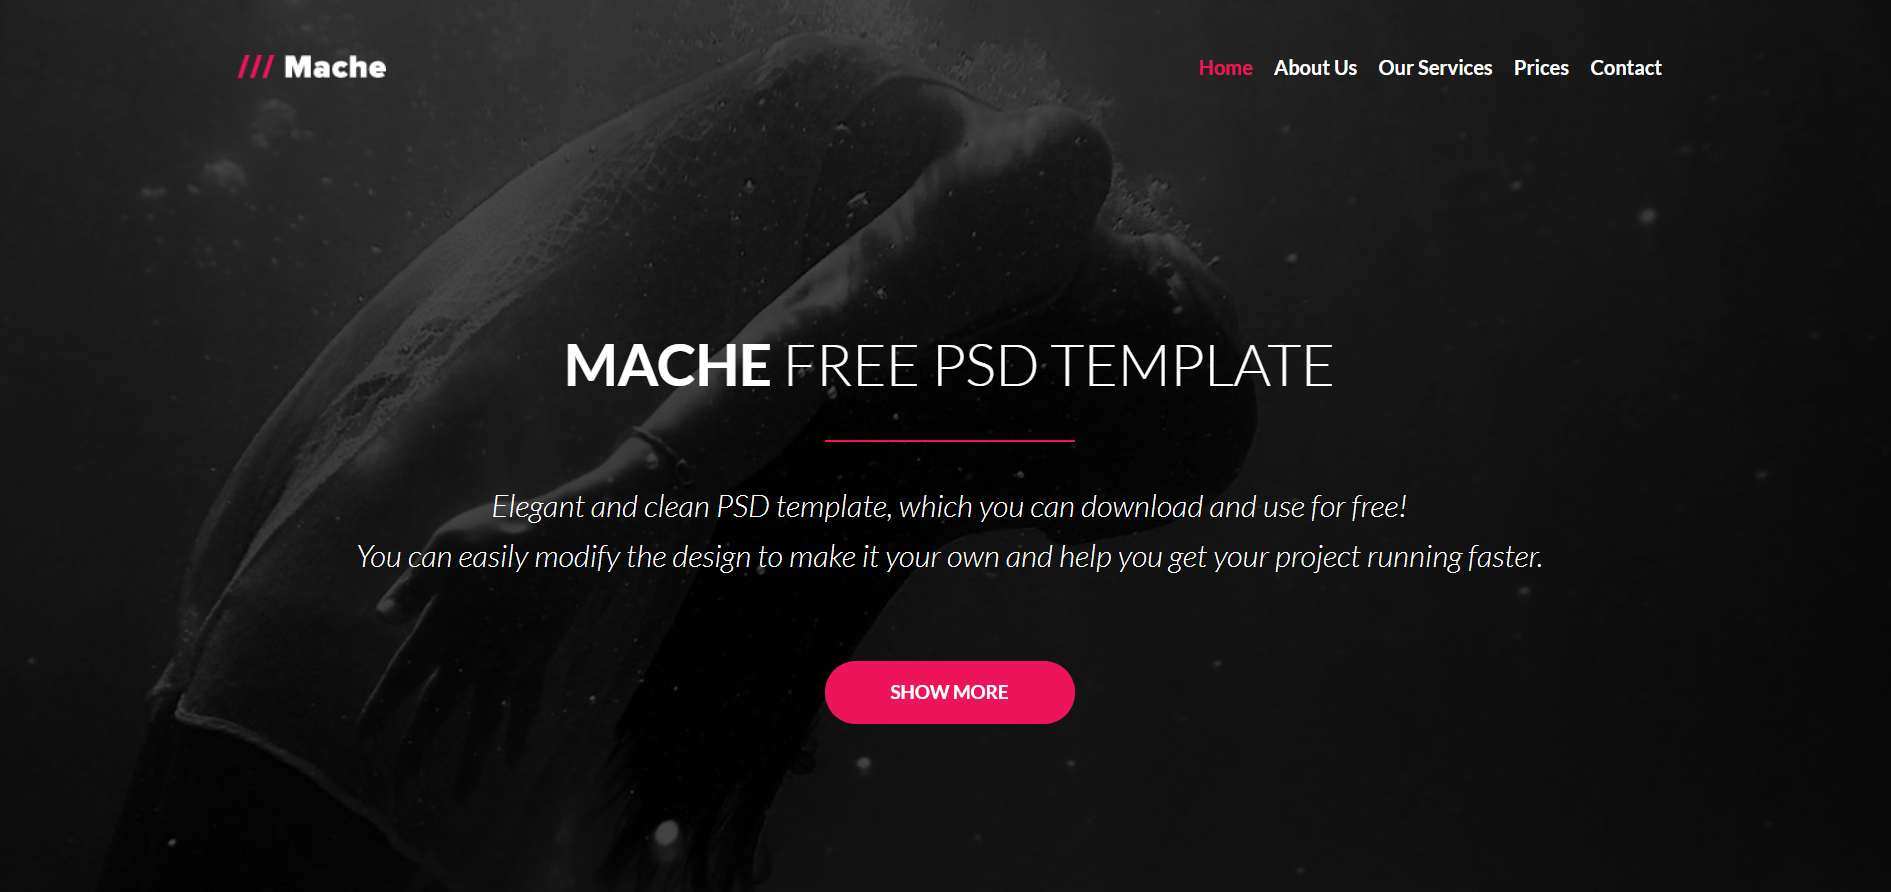 /// Mache
Home About Us Our Services Prices Contact
MACHE FREE PSD TEMPLATE
Elegant and clean PSD template, which you can download and use for free!
You can easily modify the design to make it your own and help you get your project running faster.
SHOW MORE